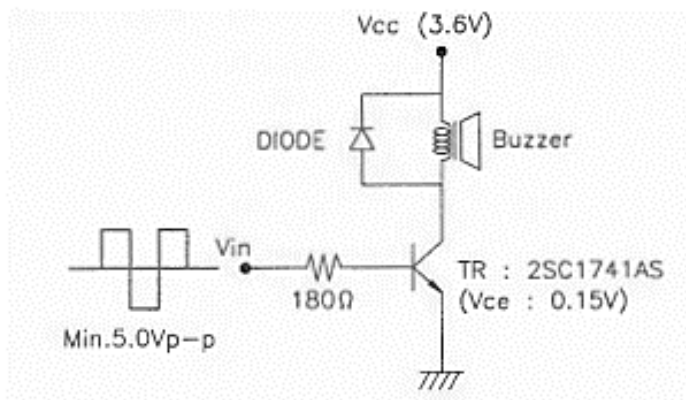 Vcc (3.6V)
DIODE
Buzzer
Vin
180Ω
TR : 2SC1741AS
(Vce : 0.15V)
Min.5.0Vp-p